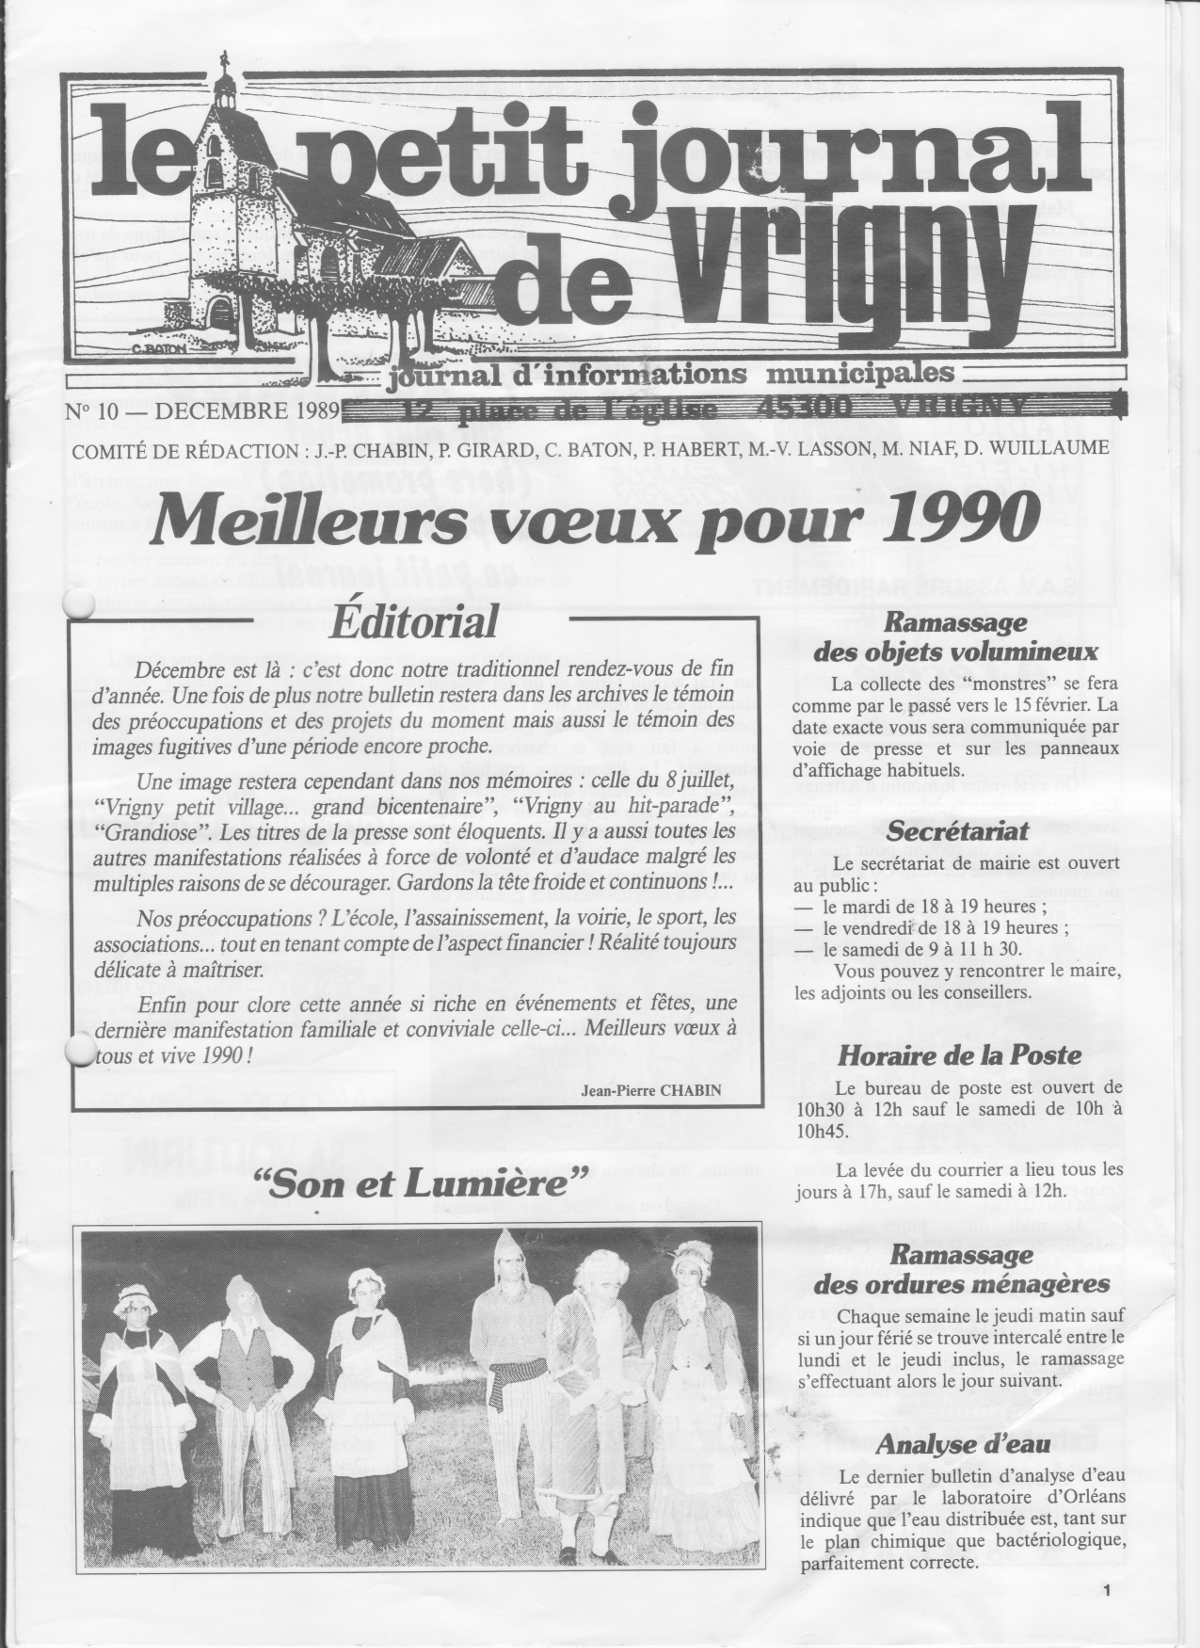 le petit journal
de vrigny
C. BATON
journal d'informations municipales
N° 10 — DECEMBRE 1989
12 place de l'église 45300 VRIGNY
COMITÉ DE RÉDACTION : J.-P. CHABIN, P. GIRARD, C. BATON, P. HABERT, M.-V. LASSON, M. NIAF, D. WUILLAUME
Meilleurs vœux pour 1990
Éditorial
Décembre est là : c'est donc notre traditionnel rendez-vous de fin
d'année. Une fois de plus notre bulletin restera dans les archives le témoin
des préoccupations et des projets du moment mais aussi le témoin des
images fugitives d'une période encore proche.
Une image restera cependant dans nos mémoires : celle du 8 juillet,
“Vrigny petit village... grand bicentenaire”, “Vrigny au hit-parade”,
“Grandiose”. Les titres de la presse sont éloquents. Il y a aussi toutes les
autres manifestations réalisées à force de volonté et d'audace malgré les
multiples raisons de se décourager. Gardons la tête froide et continuons !...
Nos préoccupations ? L'école, l'assainissement, la voirie, le sport, les
associations... tout en tenant compte de l'aspect financier ! Réalité toujours
délicate à maîtriser.
Enfin pour clore cette année si riche en événements et fêtes, une
dernière manifestation familiale et conviviale celle-ci... Meilleurs vœux à
tous et vive 1990 !
Jean-Pierre CHABIN
“Son et Lumière”
Ramassage
des objets volumineux
La collecte des “monstres” se fera
comme par le passé vers le 15 février. La
date exacte vous sera communiquée par
voie de presse et sur les panneaux
d'affichage habituels.
Secrétariat
Le secrétariat de mairie est ouvert
au public :
— le mardi de 18 à 19 heures ;
— le vendredi de 18 à 19 heures ;
— le samedi de 9 à 11 h 30.
Vous pouvez y rencontrer le maire,
les adjoints ou les conseillers.
Horaire de la Poste
Le bureau de poste est ouvert de
10h30 à 12h sauf le samedi de 10h à
10h45.
La levée du courrier a lieu tous les
jours à 17h, sauf le samedi à 12h.
Ramassage
des ordures ménagères
Chaque semaine le jeudi matin sauf
si un jour férié se trouve intercalé entre le
lundi et le jeudi inclus, le ramassage
s'effectuant alors le jour suivant.
Analyse d'eau
Le dernier bulletin d'analyse d'eau
délivré par le laboratoire d'Orléans
indique que l'eau distribuée est, tant sur
le plan chimique que bactériologique,
parfaitement correcte.
1